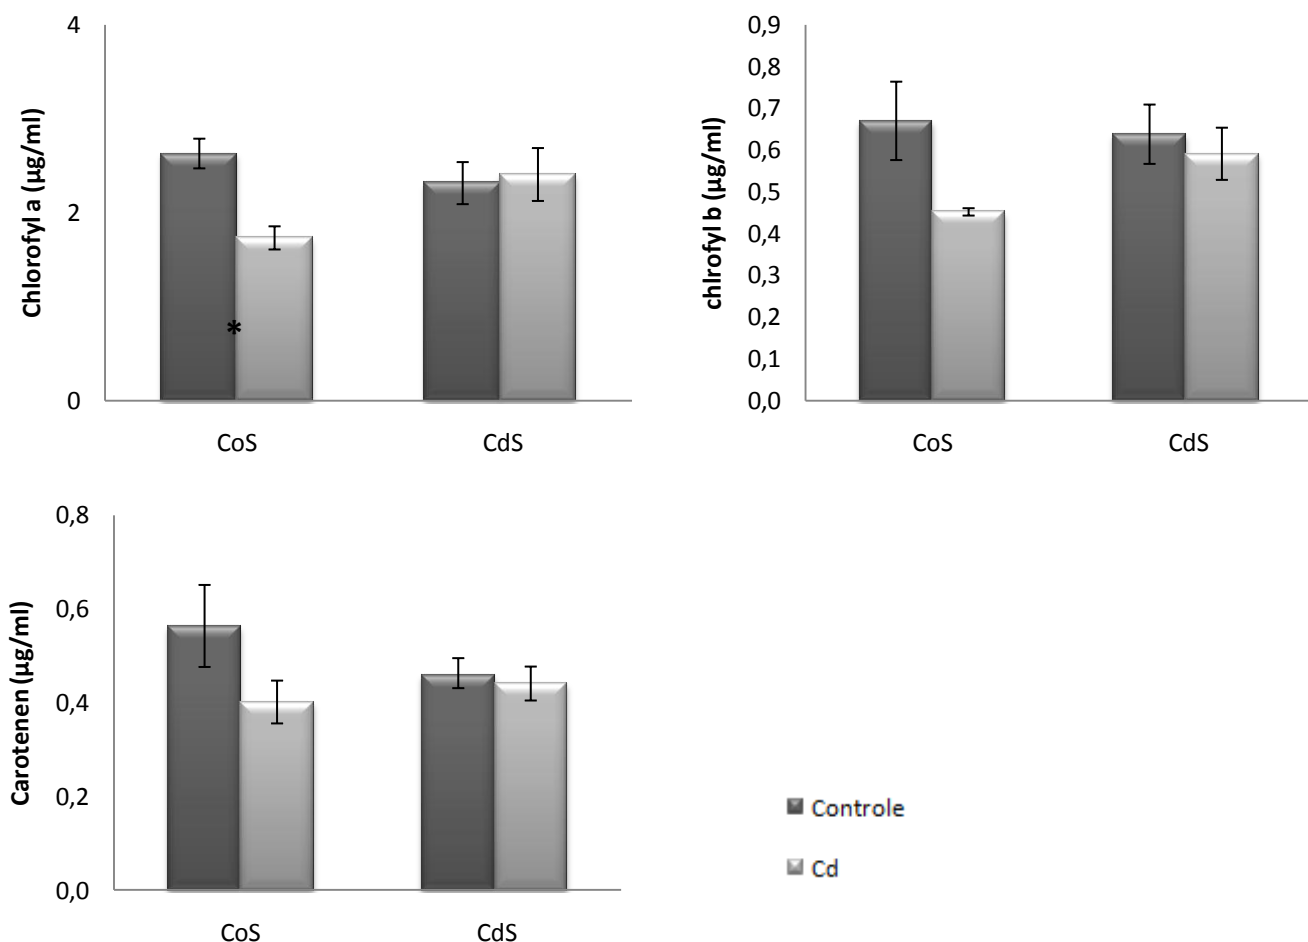 Chlorofyl a (µg/ml)
4
2
0
*
CoS CdS
chlrofyl b (µg/ml)
0,9
0,8
0,7
0,6
0,5
0,4
0,3
0,2
0,1
0,0
CoS CdS
Carotenen (µg/ml)
0,8
0,6
0,4
0,2
0,0
CoS CdS
Controle
Cd